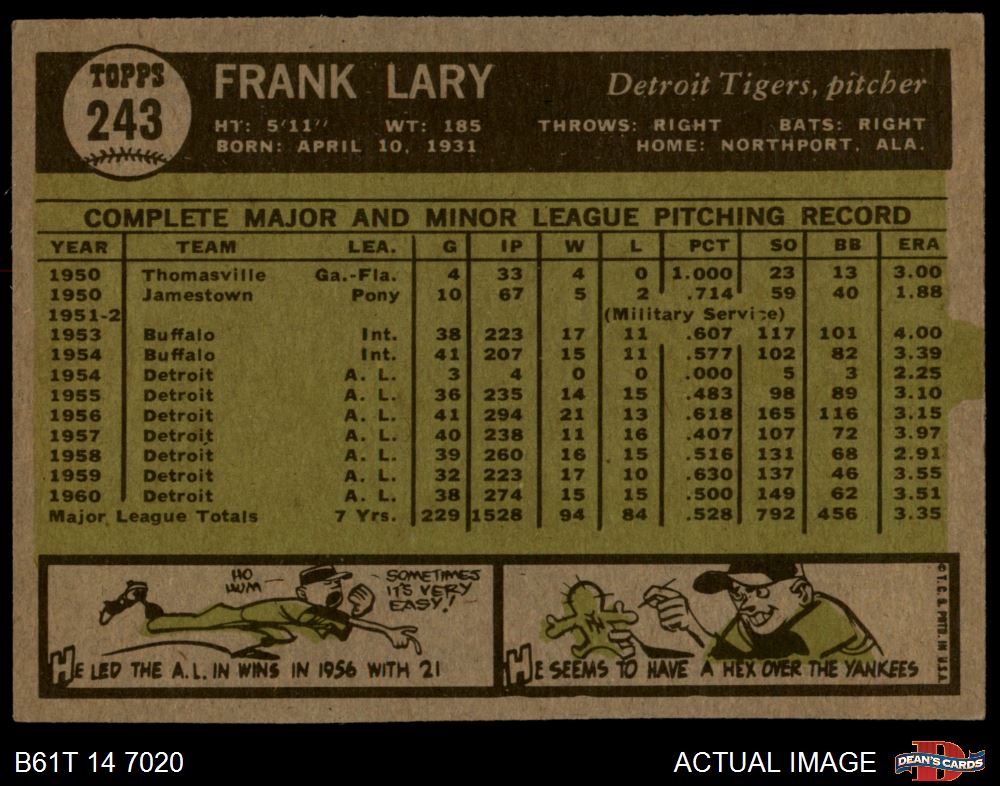 TOPPS
243
FRANK LARY
Detroit Tigers, pitcher
HT: 5'11" WT: 185 THROWS: RIGHT BATS: RIGHT
BORN: APRIL 10, 1931 HOME: NORTHPORT, ALA.
COMPLETE MAJOR AND MINOR LEAGUE PITCHING RECORD
YEAR TEAM LEA. G IP W L PCT SO BB ERA
1950 Thomasville Ga.-Fla. 4 33 4 0 1.000 23 13 3.00
1950 Jamestown Pony 10 67 5 2 .714 59 40 1.88
1951-2 (Military Service)
1953 Buffalo Int. 38 223 17 11 .607 117 101 4.00
1954 Buffalo Int. 41 207 15 11 .577 102 82 3.39
1954 Detroit A. L. 3 4 0 0 .000 5 3 2.25
1955 Detroit A. L. 36 235 14 15 .483 98 89 3.10
1956 Detroit A. L. 41 294 21 13 .618 165 116 3.15
1957 Detroit A. L. 40 238 11 16 .407 107 72 3.97
1958 Detroit A. L. 39 260 16 15 .516 131 68 2.91
1959 Detroit A. L. 32 223 17 10 .630 137 46 3.55
1960 Detroit A. L. 38 274 15 15 .500 149 62 3.51
Major League Totals 7 Yrs. 229 1528 94 84 .528 792 456 3.35
HO HUM
SOMETIMES IT'S VERY EASY!
HE LED THE A.L. IN WINS IN 1956 WITH 21
HE SEEMS TO HAVE A HEX OVER THE YANKEES
© T. C. G. PRTD. IN U.S.A.
B61T 14 7020
ACTUAL IMAGE
D
DEAN'S CARDS